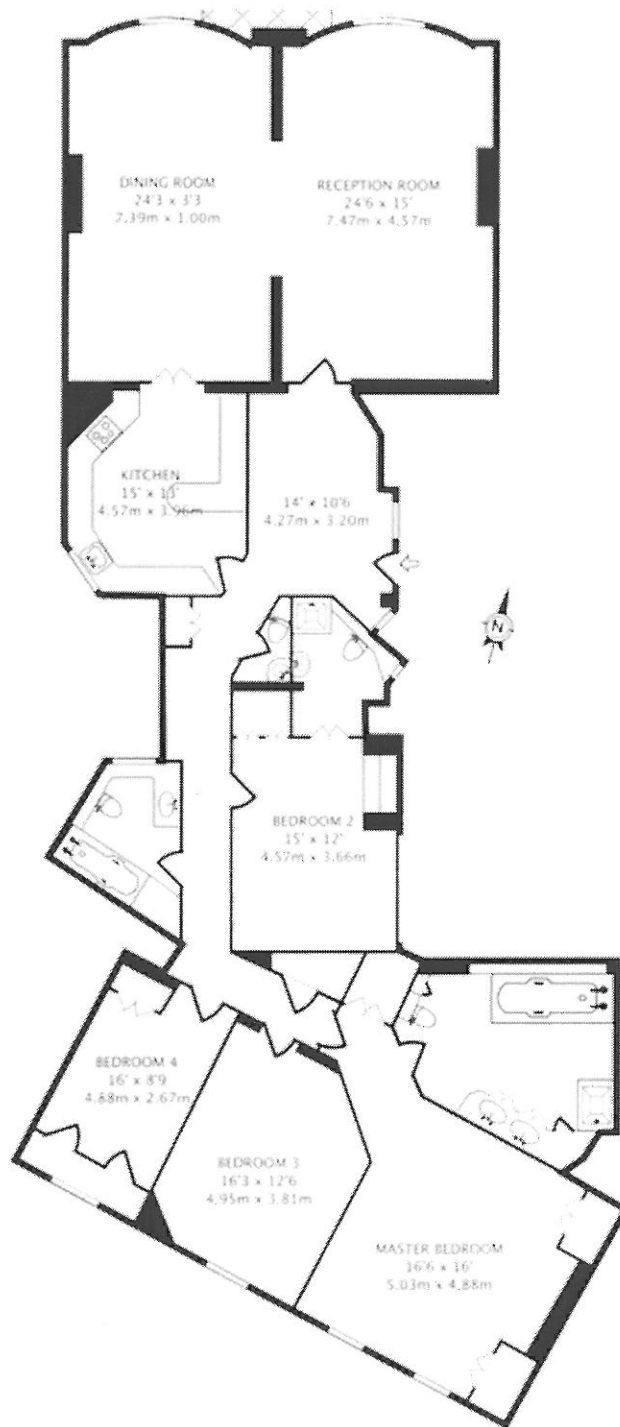 DINING ROOM
24'3 x 3'3
7.39m x 1.00m
RECEPTION ROOM
24'6 x 15'
7.47m x 4.57m
KITCHEN
15' x 13'
4.57m x 3.96m
14' x 10'6
4.27m x 3.20m
N
BEDROOM 2
15' x 12'
4.57m x 3.66m
BEDROOM 4
16' x 8'9
4.88m x 2.67m
BEDROOM 3
16'3 x 12'6
4.95m x 3.81m
MASTER BEDROOM
16'6 x 16'
5.03m x 4.88m